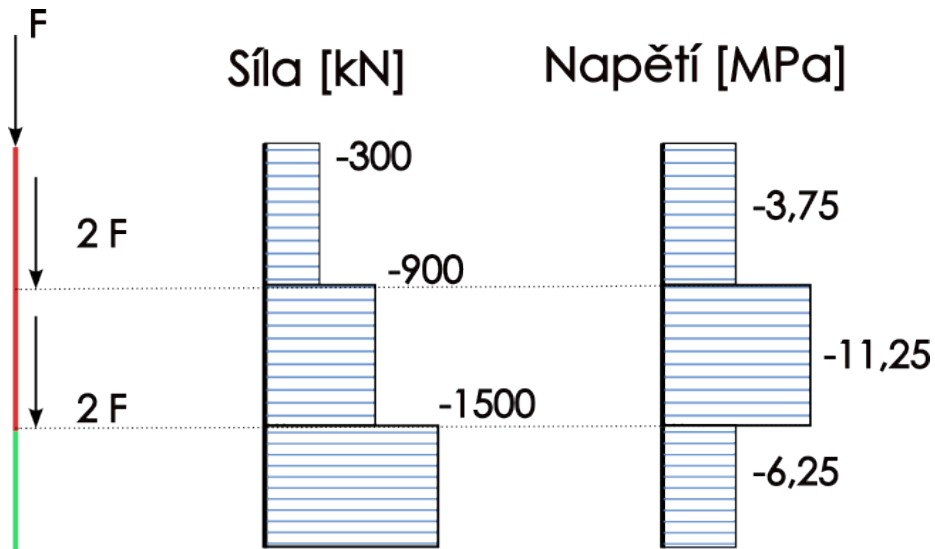 F
Síla [kN]
Napětí [MPa]
-300
-3,75
2 F
-900
-11,25
2 F
-1500
-6,25